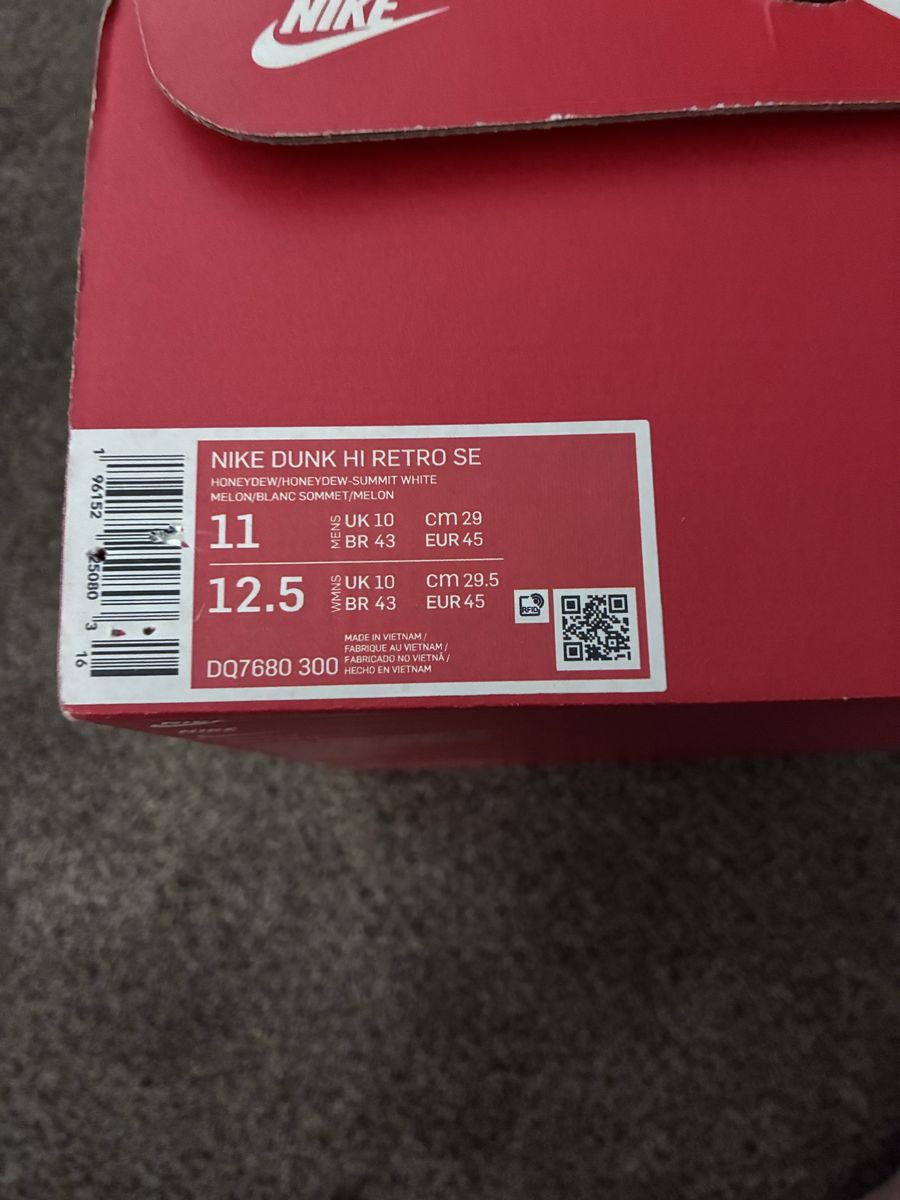 NIKE
NIKE DUNK HI RETRO SE
HONEYDEW/HONEYDEW-SUMMIT WHITE
MELON/BLANC SOMMET/MELON
11 MENS UK 10 cm 29
BR 43 EUR 45
12.5 WMNS UK 10 cm 29.5
BR 43 EUR 45
RFID
DQ7680 300
MADE IN VIETNAM /
FABRIQUE AU VIETNAM /
FABRICADO NO VIETNÃ /
HECHO EN VIETNAM
1 96152 25080 3 16
NIKE